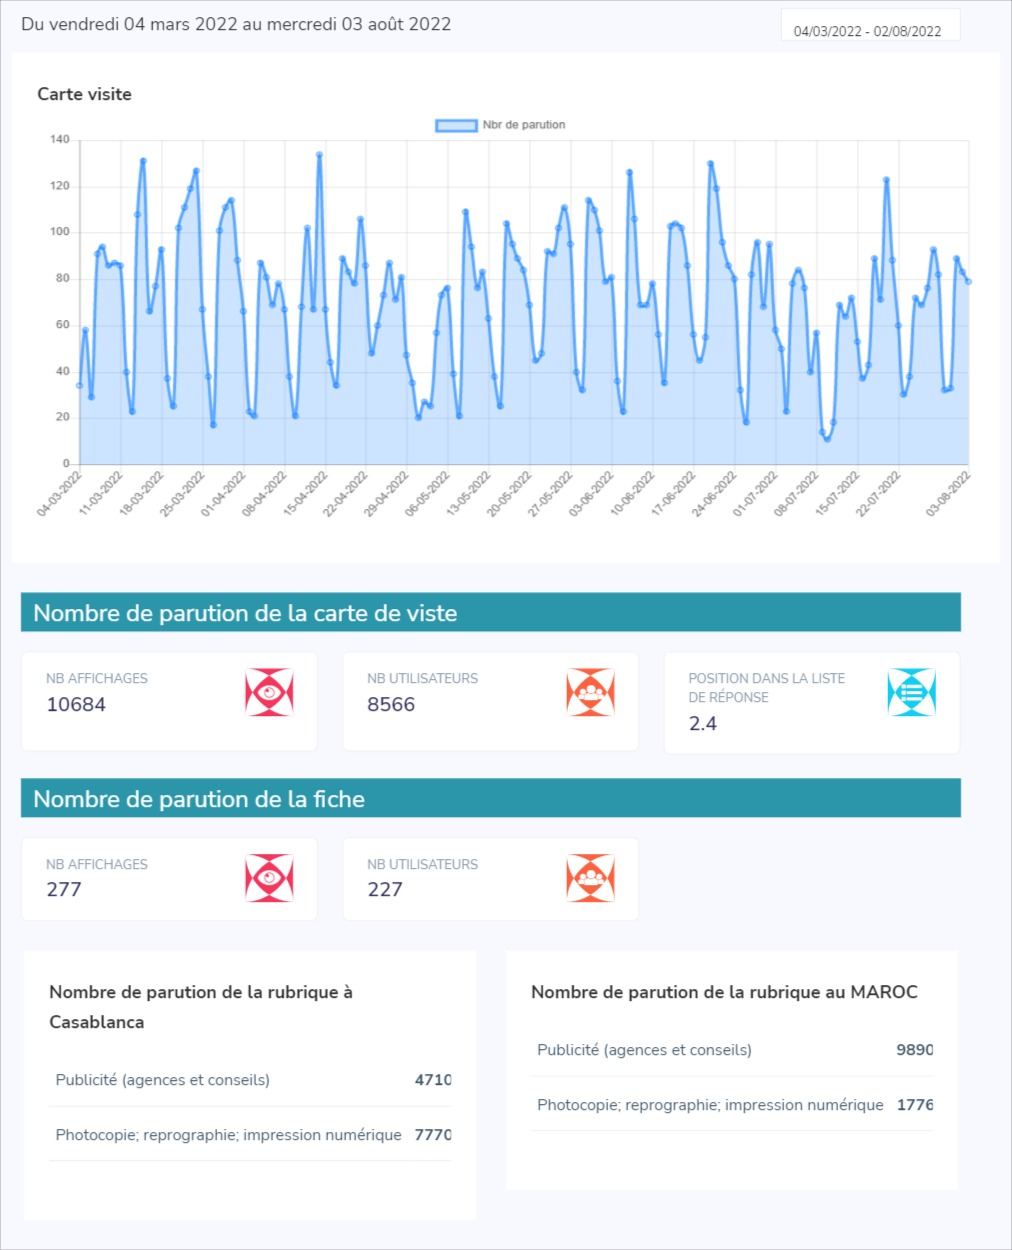 Du vendredi 04 mars 2022 au mercredi 03 août 2022
04/03/2022 - 02/08/2022
Carte visite
Nbr de parution
140
120
100
80
60
40
20
0
04-03-2022
11-03-2022
18-03-2022
25-03-2022
01-04-2022
08-04-2022
15-04-2022
22-04-2022
29-04-2022
06-05-2022
13-05-2022
20-05-2022
27-05-2022
03-06-2022
10-06-2022
17-06-2022
24-06-2022
01-07-2022
08-07-2022
15-07-2022
22-07-2022
03-08-2022
Nombre de parution de la carte de viste
NB AFFICHAGES
10684
NB UTILISATEURS
8566
POSITION DANS LA LISTE
DE RÉPONSE
2.4
Nombre de parution de la fiche
NB AFFICHAGES
277
NB UTILISATEURS
227
Nombre de parution de la rubrique à
Casablanca
Publicité (agences et conseils) 4710
Photocopie; reprographie; impression numérique 7770
Nombre de parution de la rubrique au MAROC
Publicité (agences et conseils) 9890
Photocopie; reprographie; impression numérique 1776